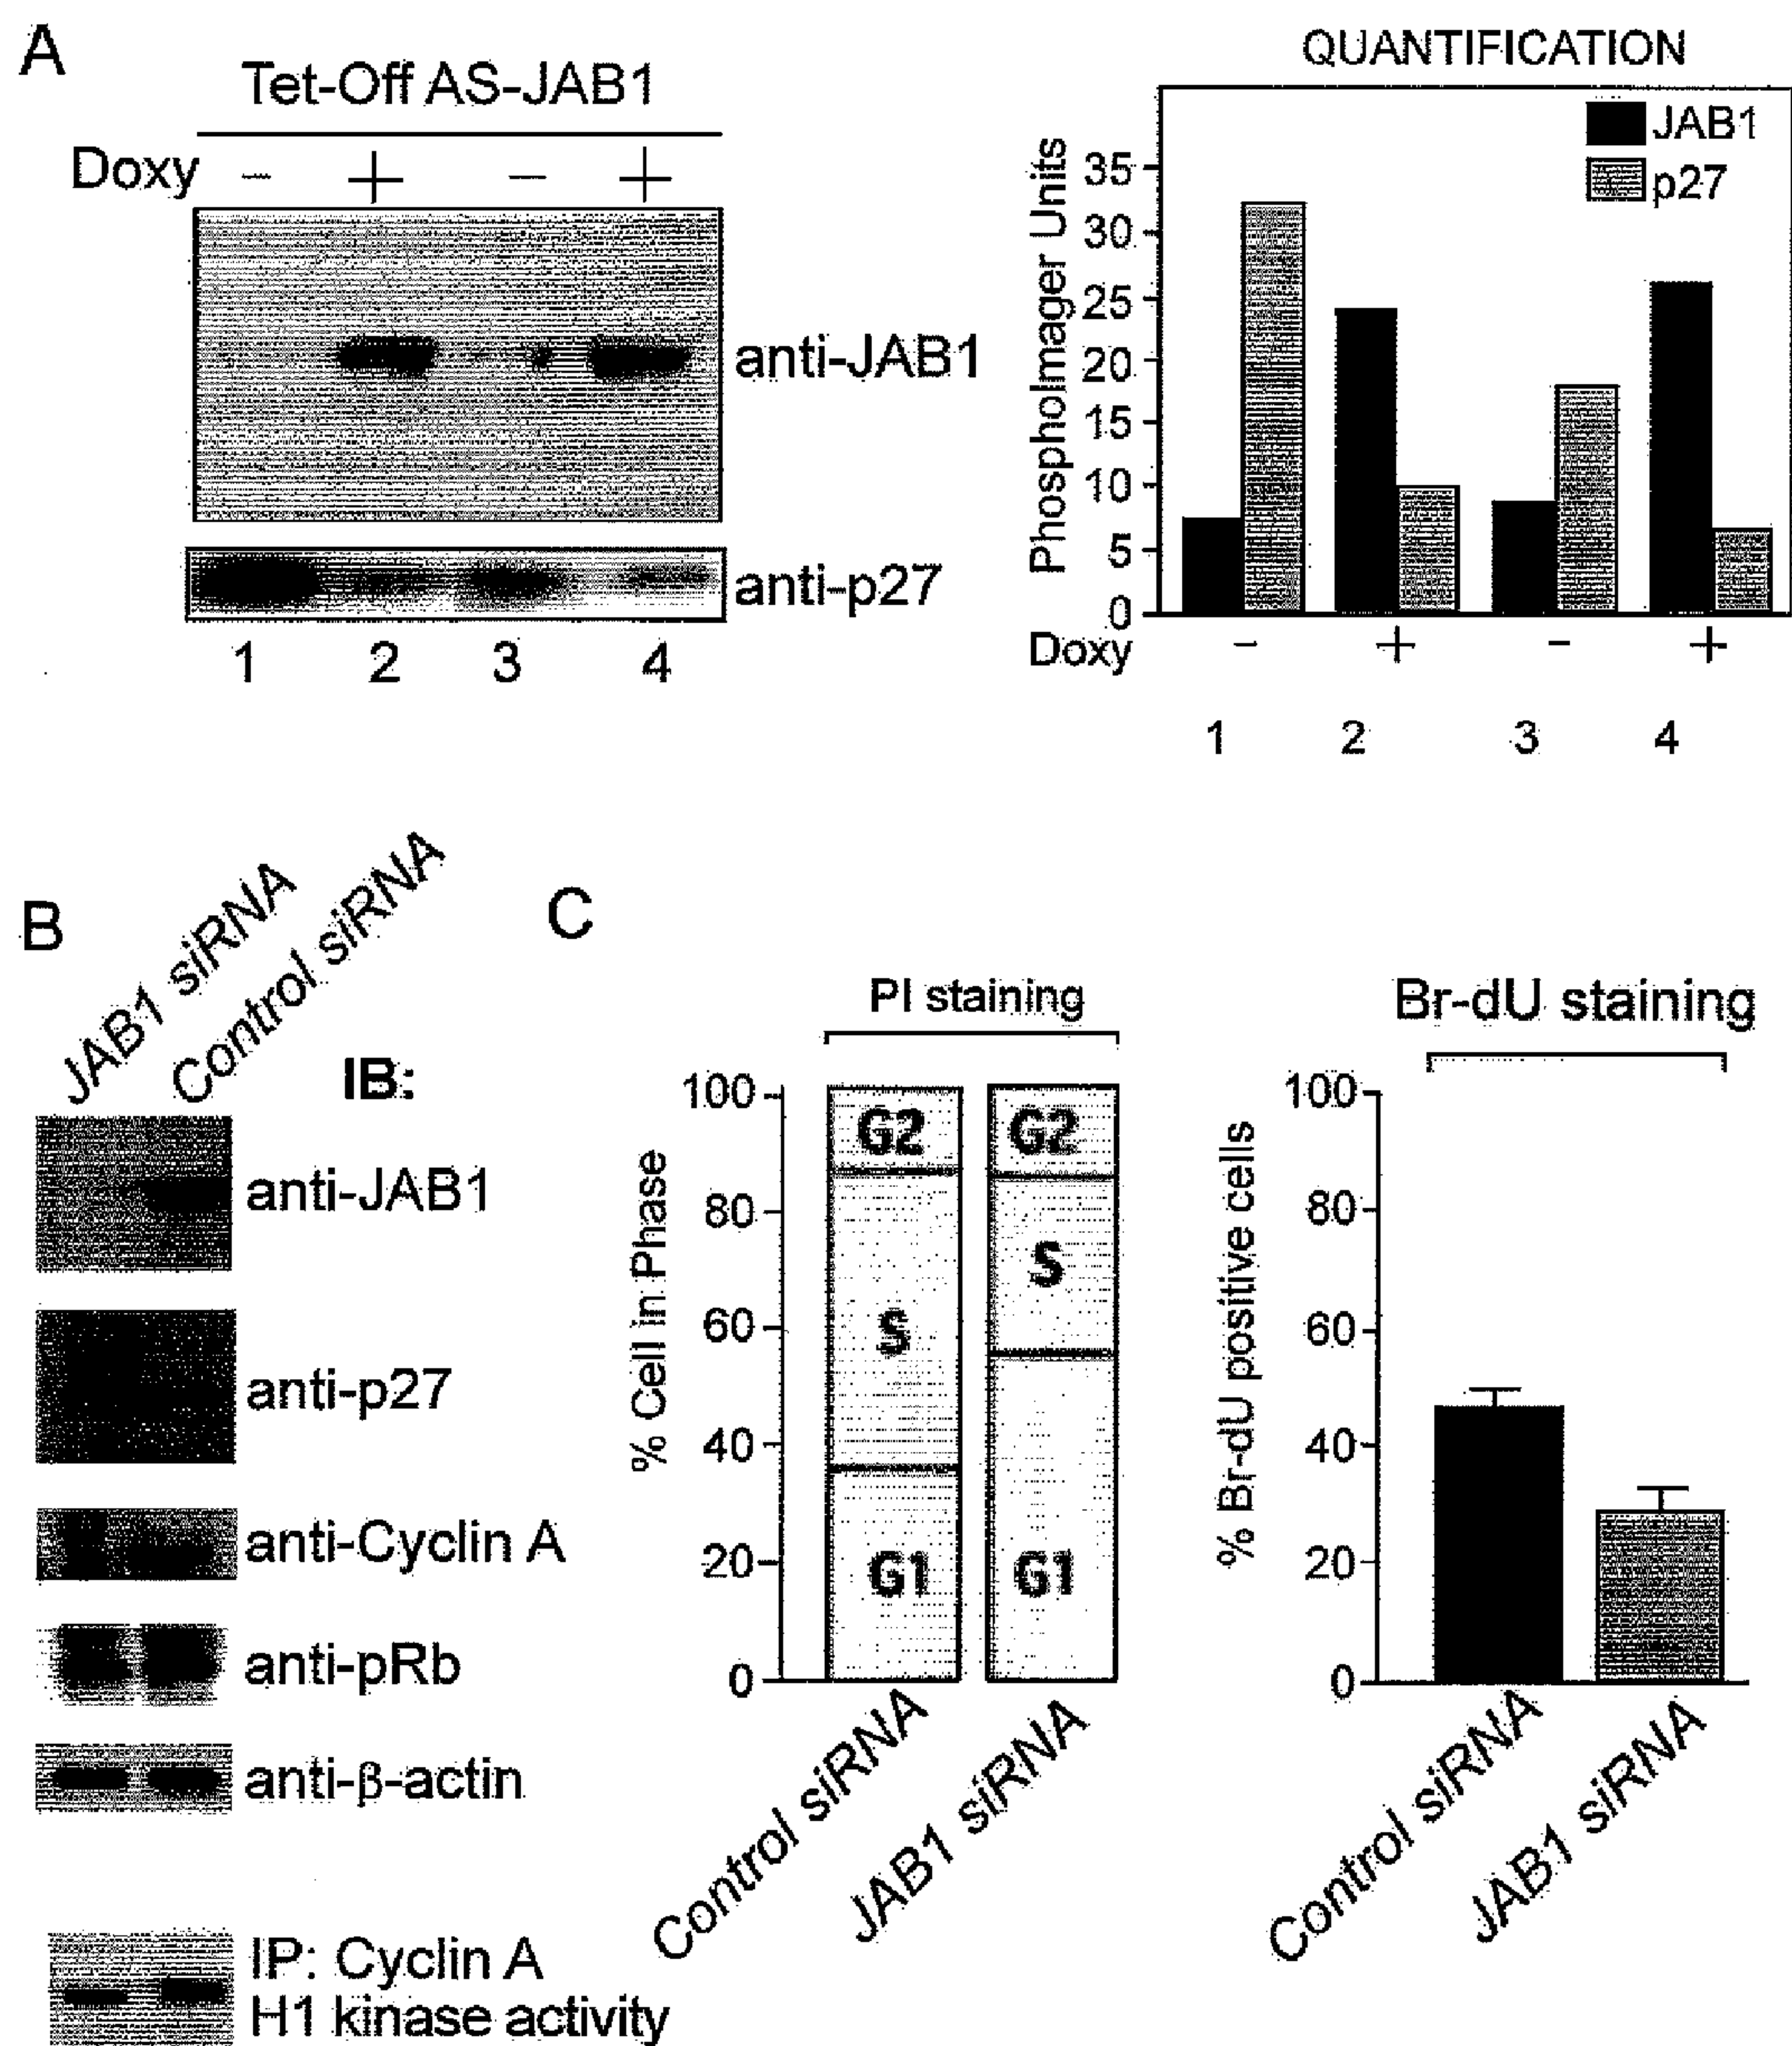 A
Tet-Off AS-JAB1
Doxy − + − +
anti-JAB1
anti-p27
1 2 3 4
QUANTIFICATION
JAB1
p27
PhosphoImager Units
35
30
25
20
15
10
5
0
Doxy − + − +
1 2 3 4
B
JAB1 siRNA
Control siRNA
IB:
anti-JAB1
anti-p27
anti-Cyclin A
anti-pRb
anti-β-actin
IP: Cyclin A
H1 kinase activity
C
PI staining
% Cell in Phase
100
80
60
40
20
0
G2
S
G1
G2
S
G1
Control siRNA
JAB1 siRNA
Br-dU staining
% Br-dU positive cells
100
80
60
40
20
0
Control siRNA
JAB1 siRNA